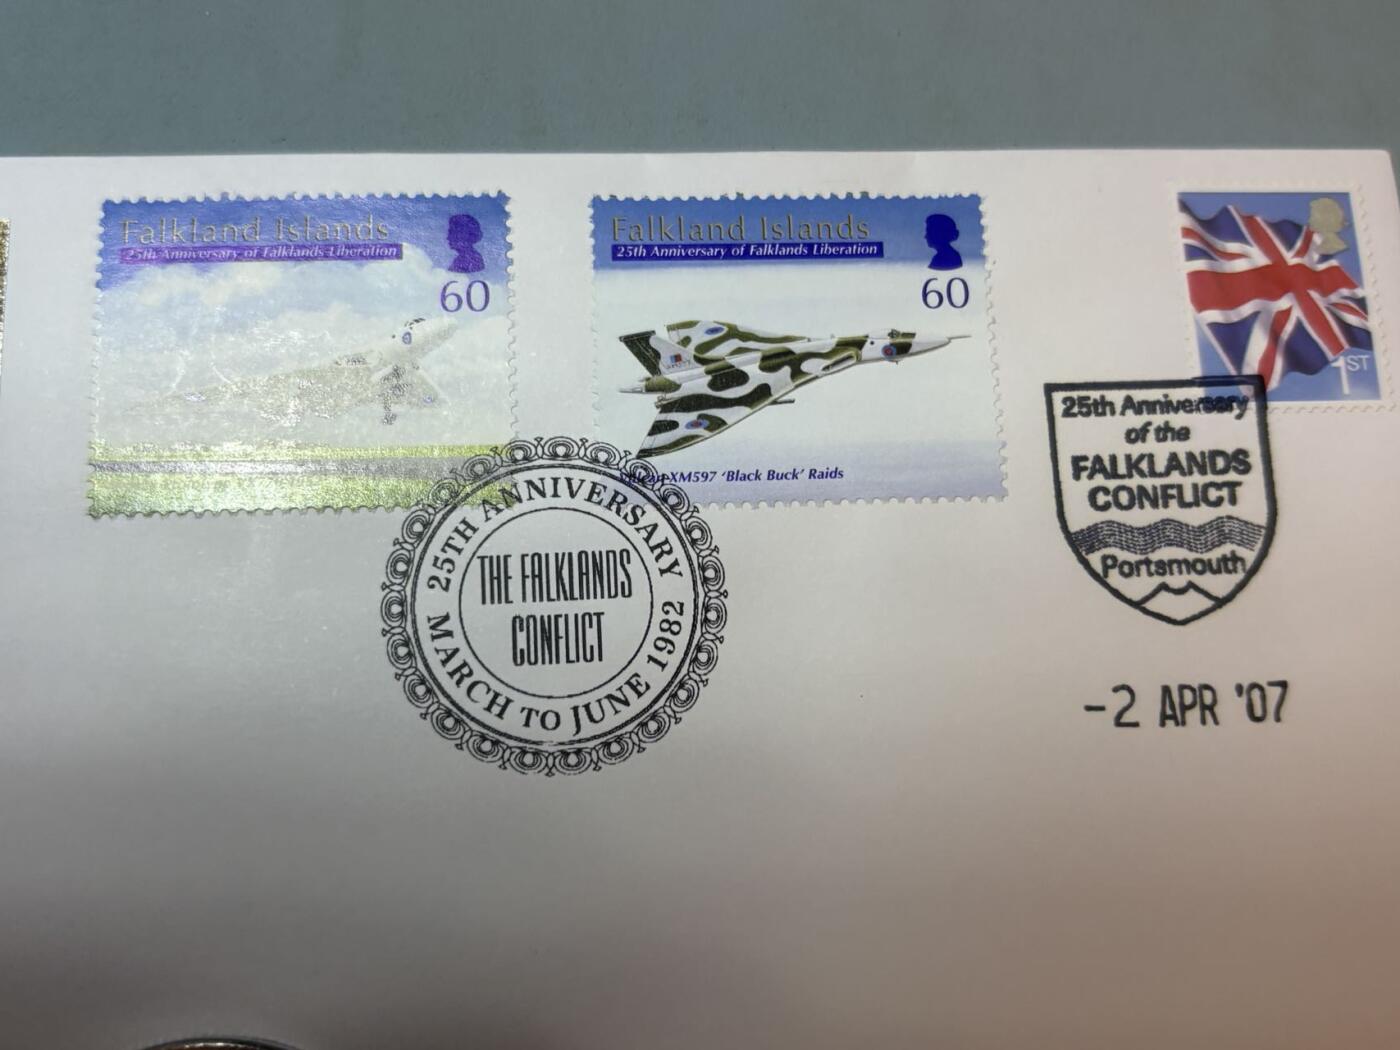 Falkland Islands
25th Anniversary of Falklands Liberation
60
Falkland Islands
25th Anniversary of Falklands Liberation
60
Vulcan XM597 'Black Buck' Raids
1ST
25TH ANNIVERSARY
THE FALKLANDS
CONFLICT
MARCH TO JUNE 1982
25th Anniversary
of the
FALKLANDS
CONFLICT
Portsmouth
-2 APR '07